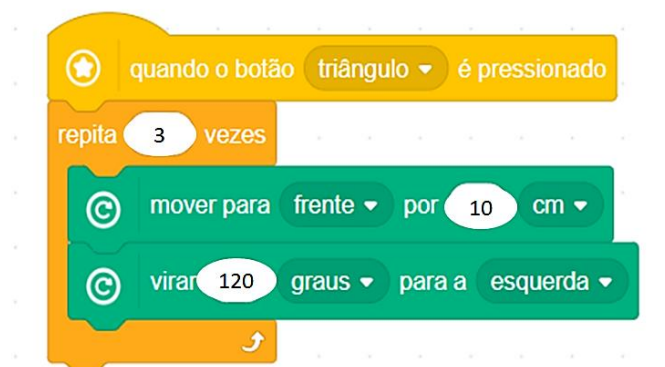 quando o botão triângulo é pressionado
repita 3 vezes
mover para frente por 10 cm
virar 120 graus para a esquerda